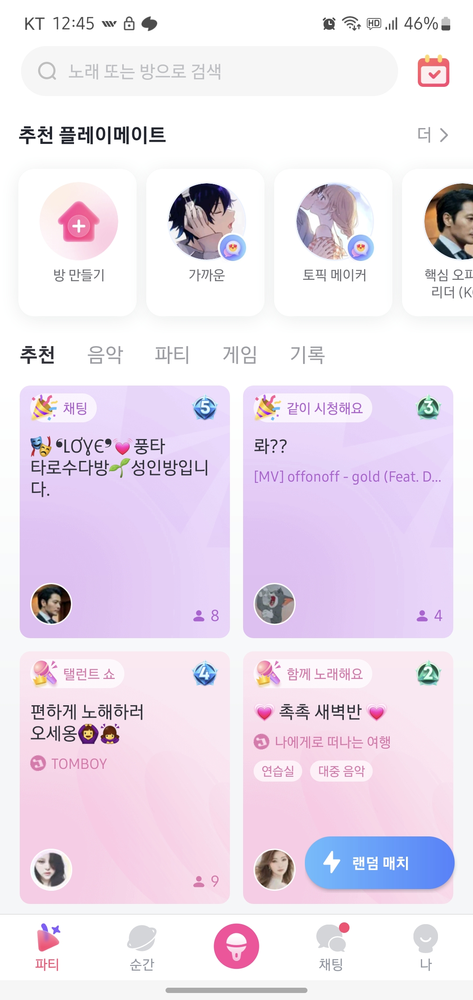 KT 12:45
HD 46%
노래 또는 방으로 검색
추천 플레이메이트
더
방 만들기
가까운
토픽 메이커
핵심 오피
리더 (K
추천 음악 파티 게임 기록
채팅
5
🎭❛LƠƔЄ❜💓풍타
타로수다방🌱성인방입니
다.
8
같이 시청해요
3
롸??
[MV] offonoff - gold (Feat. D...
4
탤런트 쇼
4
편하게 노해하러
오세옹🙆‍♀️🙇‍♀️
TOMBOY
9
함께 노래해요
2
💗 촉촉 새벽반 💗
나에게로 떠나는 여행
연습실
대중 음악
랜덤 매치
파티
순간
채팅
나